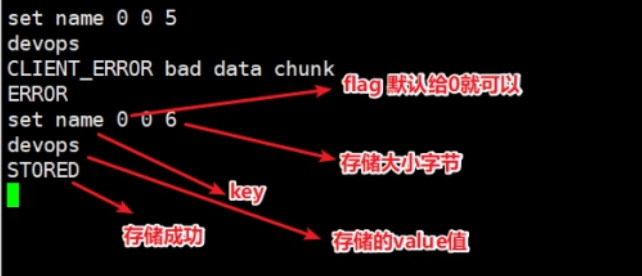 set name 0 0 5
devops
CLIENT_ERROR bad data chunk
ERROR
flag 默认给0就可以
set name 0 0 6
devops
存储大小字节
STORED
key
存储成功
存储的value值